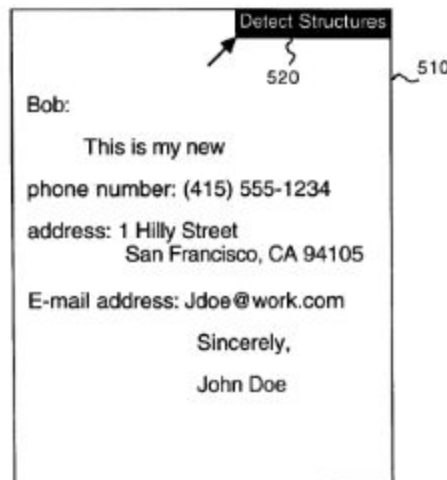 Detect Structures
520
510
Bob:
This is my new
phone number: (415) 555-1234
address: 1 Hilly Street
San Francisco, CA 94105
E-mail address: Jdoe@work.com
Sincerely,
John Doe